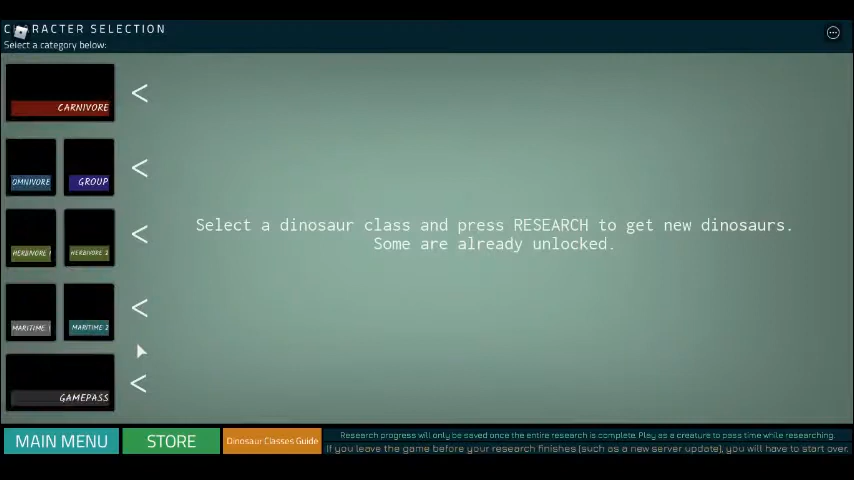 CHARACTER SELECTION
Select a category below:
CARNIVORE
OMNIVORE GROUP
HERBIVORE 1 HERBIVORE 2
MARITIME 1 MARITIME 2
GAMEPASS
Select a dinosaur class and press RESEARCH to get new dinosaurs.
Some are already unlocked.
MAIN MENU STORE Dinosaur Classes Guide
Research progress will only be saved once the entire research is complete. Play as a creature to pass time while researching.
If you leave the game before your research finishes (such as a new server update), you will have to start over.